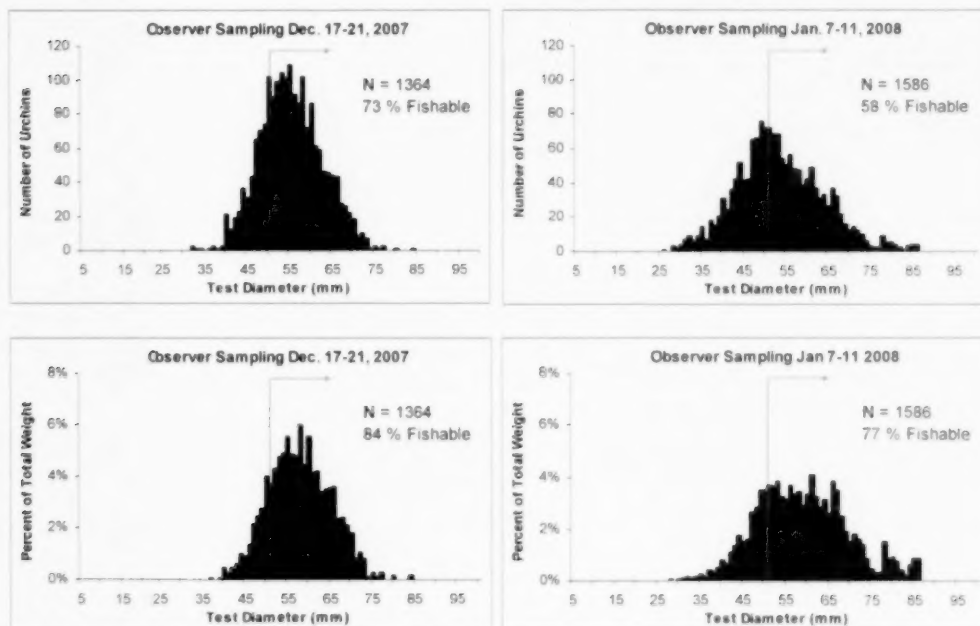 Observer Sampling Dec. 17-21, 2007
120
100
80
60
40
20
0
Number of Urchins
N = 1364
73 % Fishable
5 15 25 35 45 55 65 75 85 95
Test Diameter (mm)
Observer Sampling Jan. 7-11, 2008
120
100
80
60
40
20
0
Number of Urchins
N = 1586
58 % Fishable
5 15 25 35 45 55 65 75 85 95
Test Diameter (mm)
Observer Sampling Dec. 17-21, 2007
8%
6%
4%
2%
0%
Percent of Total Weight
N = 1364
84 % Fishable
5 15 25 35 45 55 65 75 85 95
Test Diameter (mm)
Observer Sampling Jan 7-11 2008
8%
6%
4%
2%
0%
Percent of Total Weight
N = 1586
77 % Fishable
5 15 25 35 45 55 65 75 85 95
Test Diameter (mm)